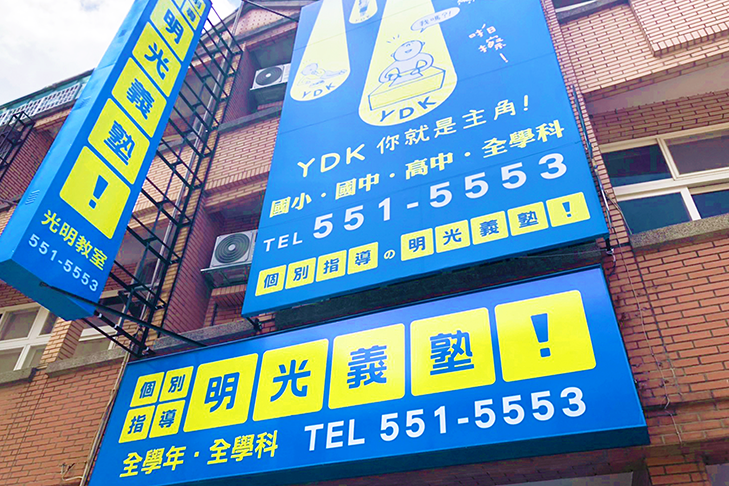 明光義塾!
光明教室
551-5553
我嗎?!
YDK
YDK
YDK 你就是主角!
國小・國中・高中・全學科
TEL 551-5553
個別指導の明光義塾!
個別
指導
明光義塾!
全學年・全學科 TEL 551-5553